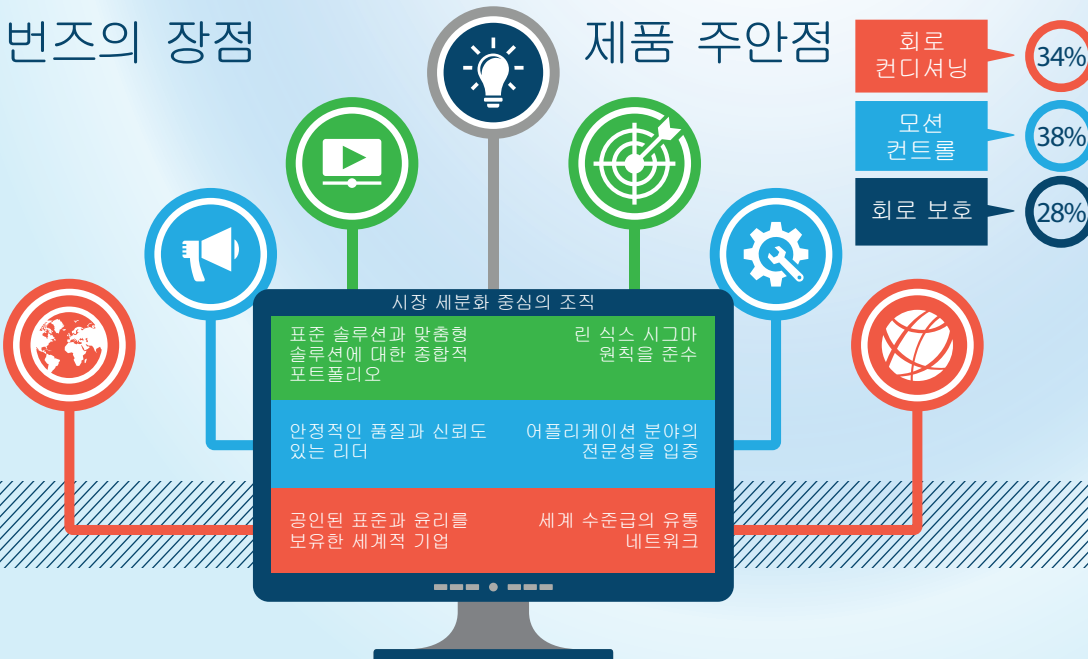 번즈의 장점
제품 주안점
회로
컨디셔닝
34%
모션
컨트롤
38%
회로 보호
28%
시장 세분화 중심의 조직
표준 솔루션과 맞춤형
솔루션에 대한 종합적
포트폴리오
린 식스 시그마
원칙을 준수
안정적인 품질과 신뢰도
있는 리더
어플리케이션 분야의
전문성을 입증
공인된 표준과 윤리를
보유한 세계적 기업
세계 수준급의 유통
네트워크